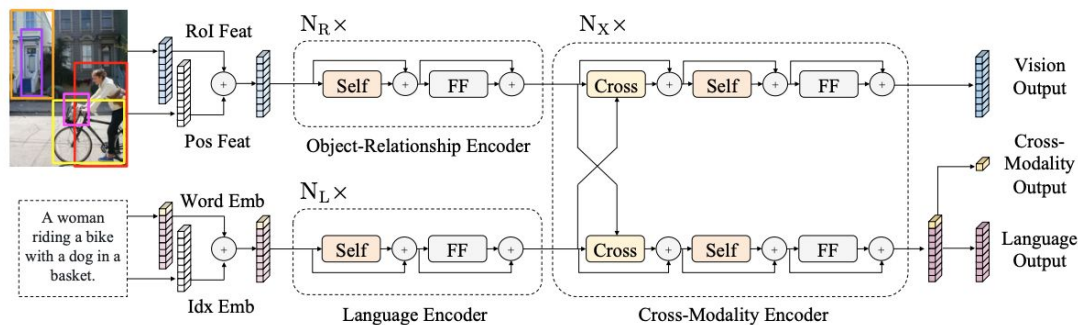 RoI Feat
Pos Feat
N_R×
Self
+
FF
+
Object-Relationship Encoder
A woman
riding a bike
with a dog in a
basket.
Word Emb
Idx Emb
N_L×
Self
+
FF
+
Language Encoder
N_X×
Cross
+
Self
+
FF
+
Cross
+
Self
+
FF
+
Cross-Modality Encoder
Vision
Output
Cross-
Modality
Output
Language
Output